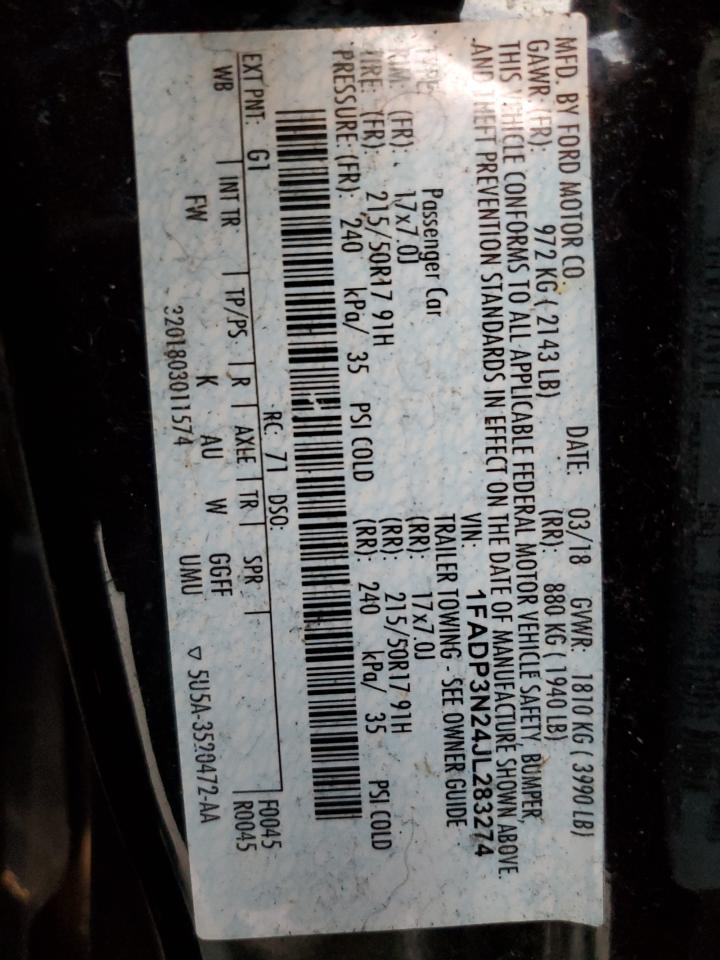 MFD. BY FORD MOTOR CO
DATE: 03/18 GVWR: 1810 KG ( 3990 LB)
GAWR (FR): 972 KG ( 2143 LB) (RR): 880 KG ( 1940 LB)
THIS VEHICLE CONFORMS TO ALL APPLICABLE FEDERAL MOTOR VEHICLE SAFETY, BUMPER,
AND THEFT PREVENTION STANDARDS IN EFFECT ON THE DATE OF MANUFACTURE SHOWN ABOVE.
VIN: 1FADP3N24JL283274
TYPE: Passenger Car TRAILER TOWING - SEE OWNER GUIDE
RIM: (FR): 17x7.0J (RR): 17x7.0J
TIRE: (FR): 215/50R17 91H (RR): 215/50R17 91H
PRESSURE: (FR): 240 kPa/ 35 PSI COLD (RR): 240 kPa/ 35 PSI COLD
RC: 71 DSO: F0045
EXT PNT: G1 R0045
WB INT TR TP/PS R AXLE TR SPR
FW K AU W GGFF
UMU
3201803011574 ▽ 5U5A-3520472-AA